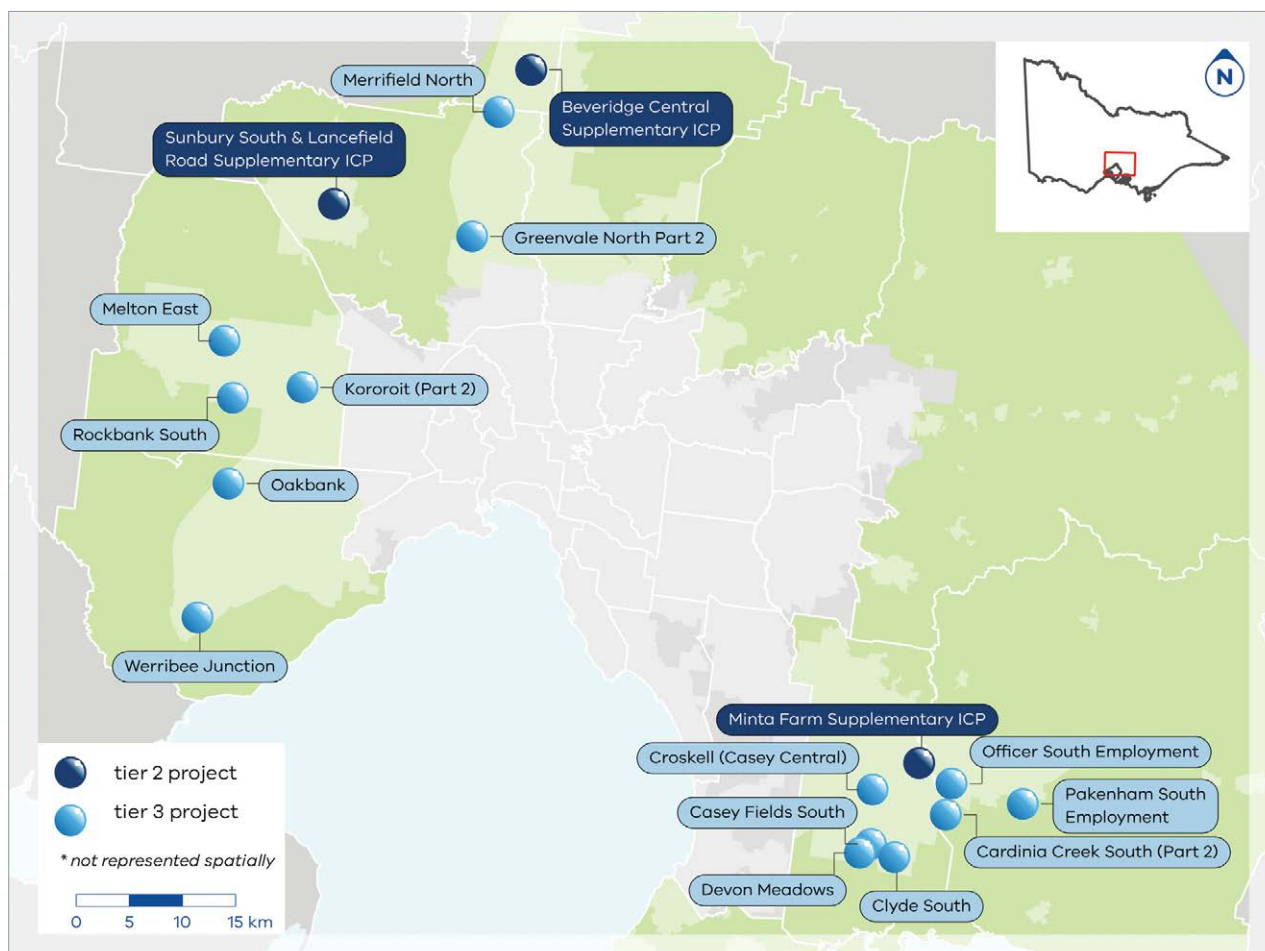 Merrifield North
Beveridge Central
Supplementary ICP
N
Sunbury South & Lancefield
Road Supplementary ICP
Greenvale North Part 2
Melton East
Kororoit (Part 2)
Rockbank South
Oakbank
Werribee Junction
Minta Farm Supplementary ICP
Croskell (Casey Central)
Officer South Employment
Casey Fields South
Pakenham South
Employment
Cardinia Creek South (Part 2)
Devon Meadows
Clyde South
tier 2 project
tier 3 project
* not represented spatially
0 5 10 15 km